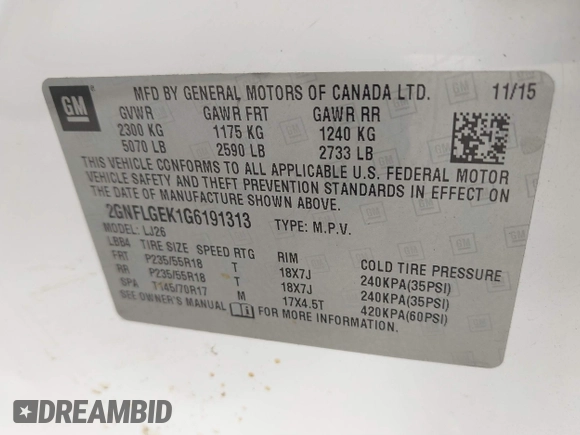 GM
MFD BY GENERAL MOTORS OF CANADA LTD. 11/15
GVWR GAWR FRT GAWR RR
2300 KG 1175 KG 1240 KG
5070 LB 2590 LB 2733 LB
THIS VEHICLE CONFORMS TO ALL APPLICABLE U.S. FEDERAL MOTOR
VEHICLE SAFETY AND THEFT PREVENTION STANDARDS IN EFFECT ON
THE DATE OF MANUFACTURE SHOWN ABOVE.
2GNFLGEK1G6191313 TYPE: M.P.V.
MODEL: LJ26
LBB4 TIRE SIZE SPEED RTG RIM COLD TIRE PRESSURE
FRT P235/55R18 T 18X7J 240KPA(35PSI)
RR P235/55R18 T 18X7J 240KPA(35PSI)
SPA T145/70R17 M 17X4.5T 420KPA(60PSI)
SEE OWNER'S MANUAL FOR MORE INFORMATION.
DREAMBID